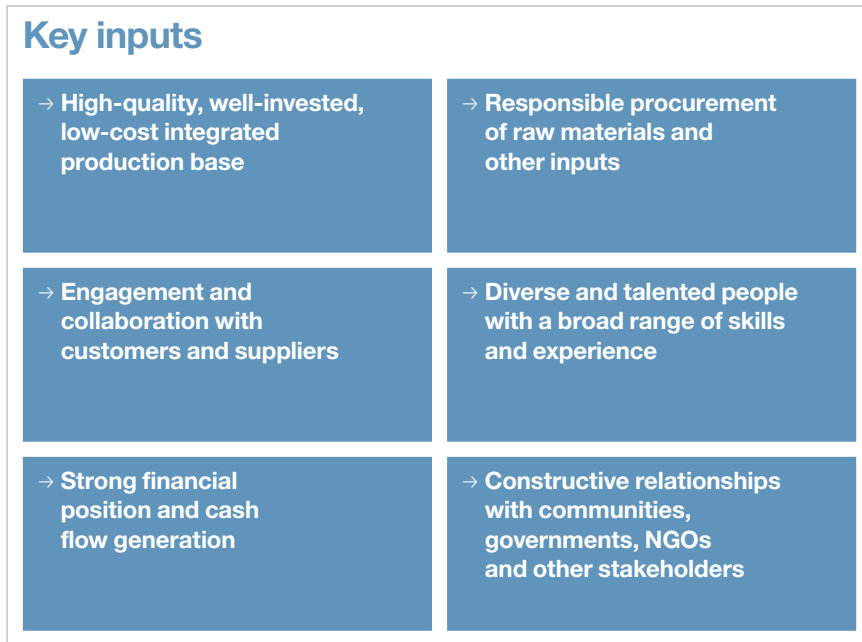 Key inputs
→ High-quality, well-invested,
low-cost integrated
production base
→ Responsible procurement
of raw materials and
other inputs
→ Engagement and
collaboration with
customers and suppliers
→ Diverse and talented people
with a broad range of skills
and experience
→ Strong financial
position and cash
flow generation
→ Constructive relationships
with communities,
governments, NGOs
and other stakeholders